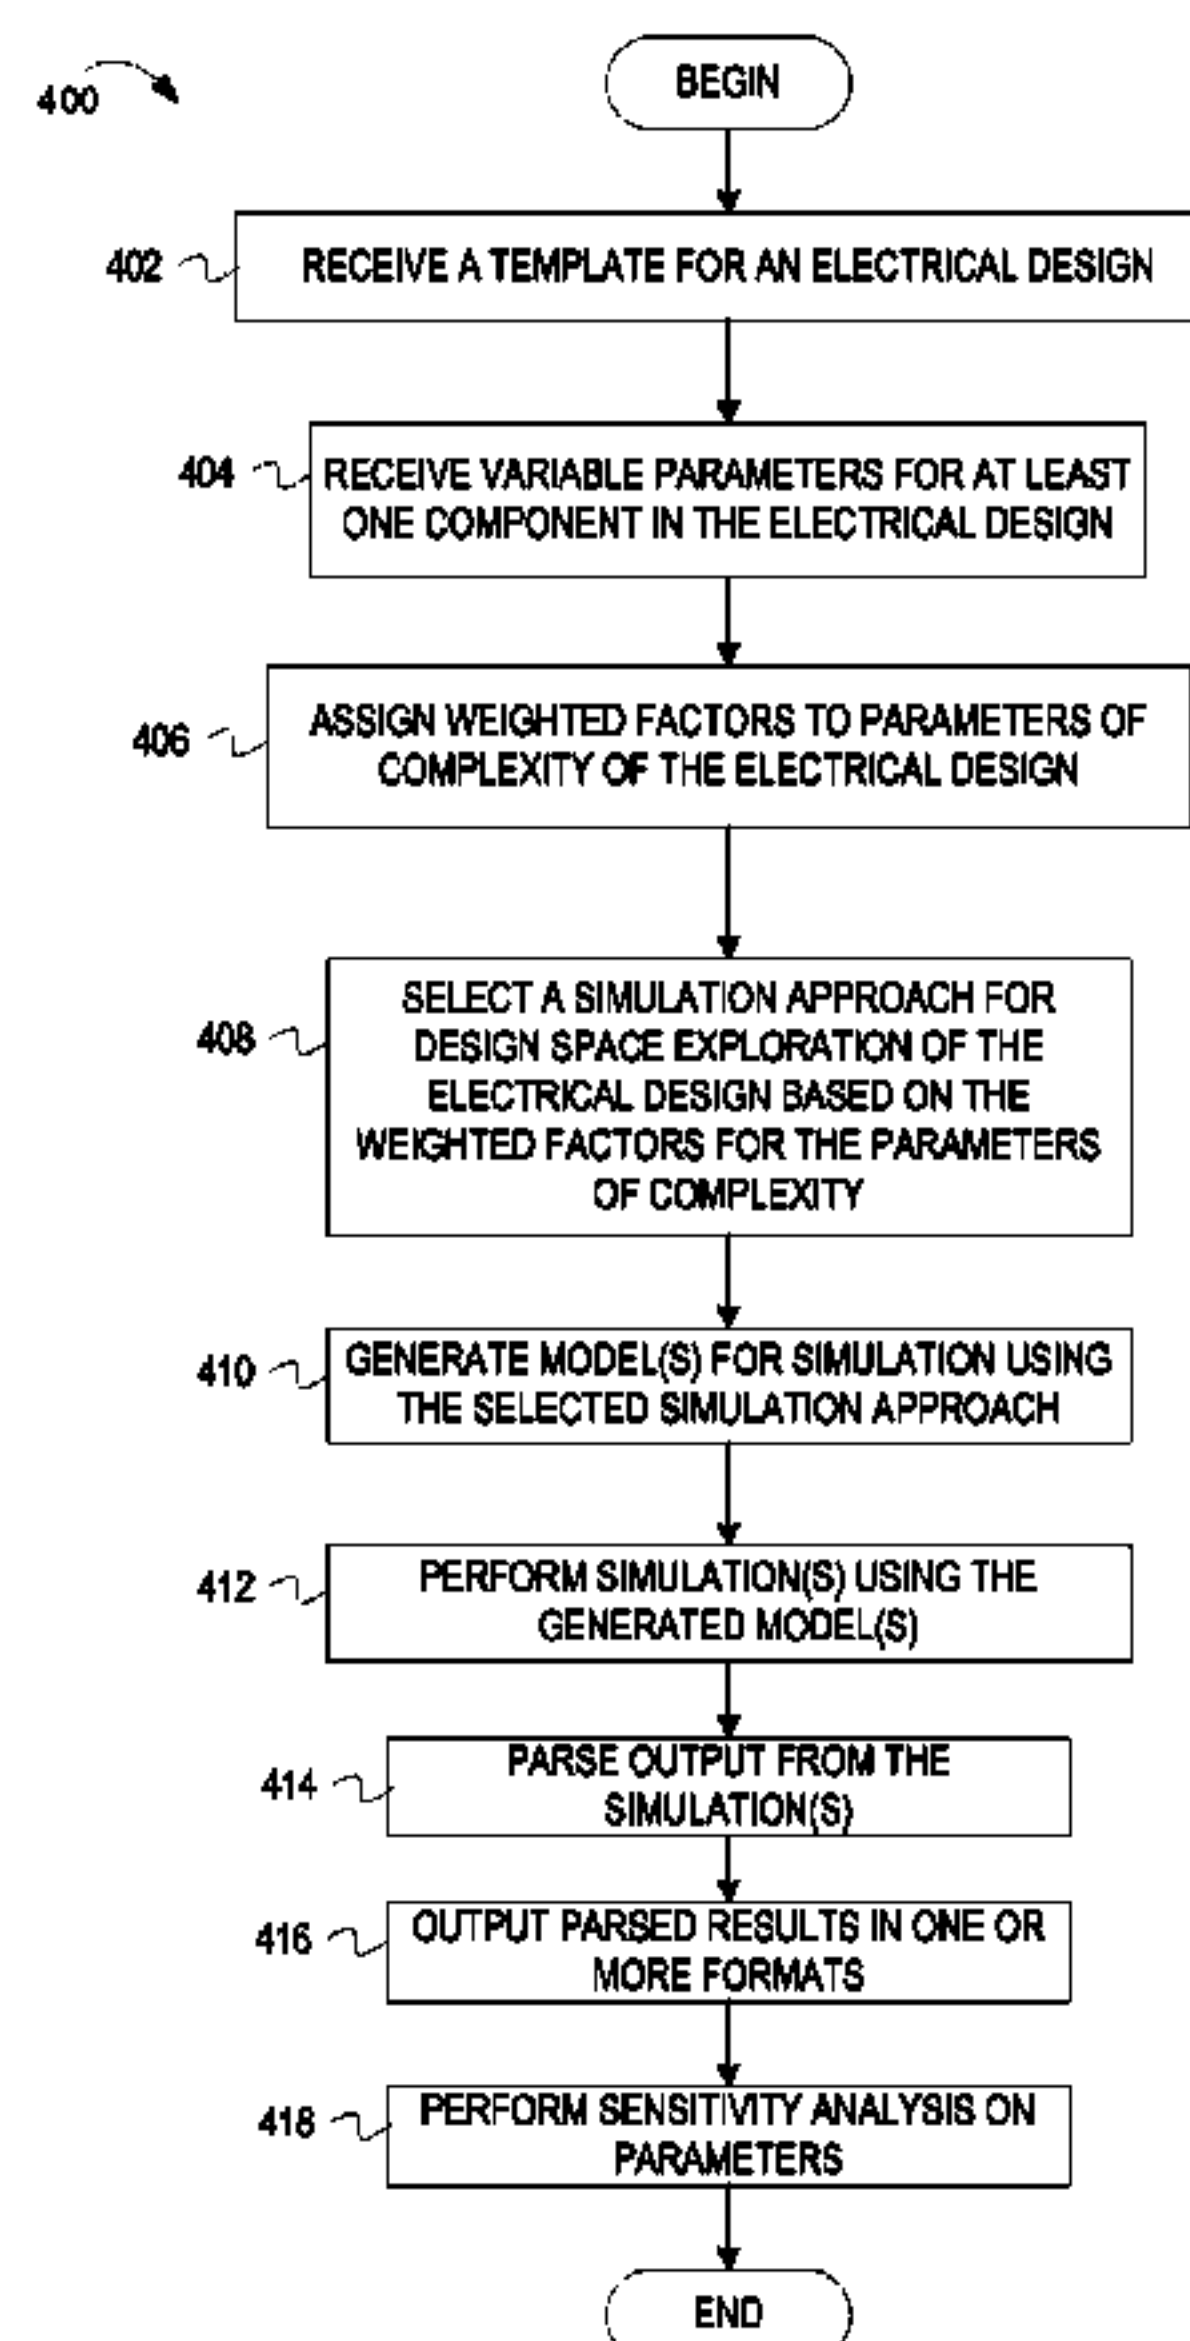 400
BEGIN
402
RECEIVE A TEMPLATE FOR AN ELECTRICAL DESIGN
404
RECEIVE VARIABLE PARAMETERS FOR AT LEAST
ONE COMPONENT IN THE ELECTRICAL DESIGN
406
ASSIGN WEIGHTED FACTORS TO PARAMETERS OF
COMPLEXITY OF THE ELECTRICAL DESIGN
408
SELECT A SIMULATION APPROACH FOR
DESIGN SPACE EXPLORATION OF THE
ELECTRICAL DESIGN BASED ON THE
WEIGHTED FACTORS FOR THE PARAMETERS
OF COMPLEXITY
410
GENERATE MODEL(S) FOR SIMULATION USING
THE SELECTED SIMULATION APPROACH
412
PERFORM SIMULATION(S) USING THE
GENERATED MODEL(S)
414
PARSE OUTPUT FROM THE
SIMULATION(S)
416
OUTPUT PARSED RESULTS IN ONE OR
MORE FORMATS
418
PERFORM SENSITIVITY ANALYSIS ON
PARAMETERS
END